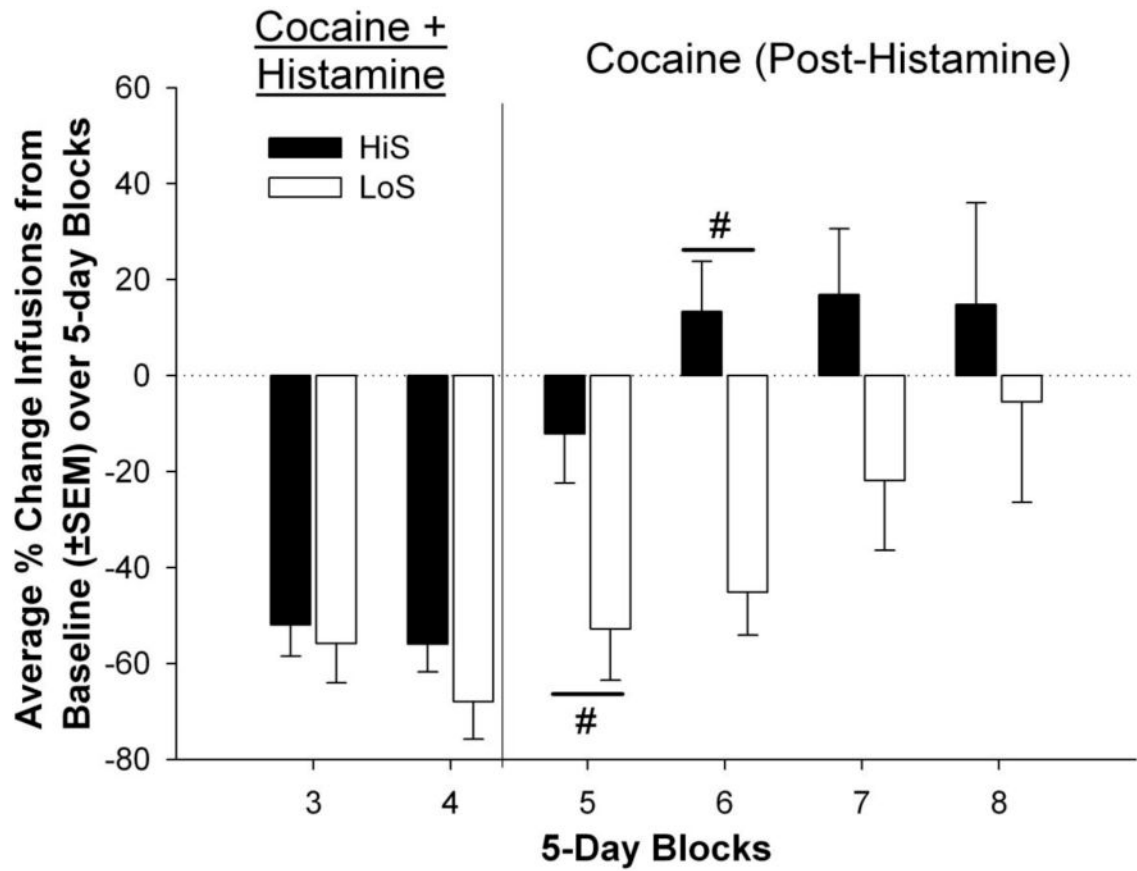 Cocaine +
Histamine
Cocaine (Post-Histamine)
HiS
LoS
Average % Change Infusions from
Baseline (±SEM) over 5-day Blocks
60
40
20
0
-20
-40
-60
-80
#
#
3 4 5 6 7 8
5-Day Blocks